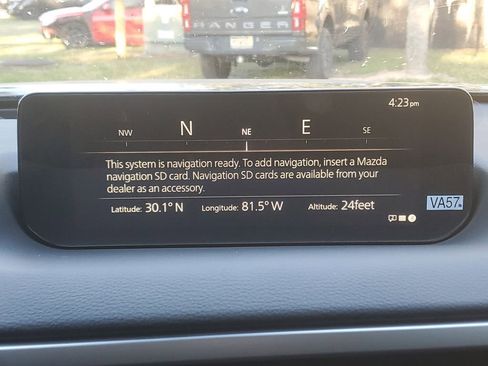 RANGER
4:23pm
NW N NE E SE
This system is navigation ready. To add navigation, insert a Mazda
navigation SD card. Navigation SD cards are available from your
dealer as an accessory.
Latitude: 30.1° N Longitude: 81.5° W Altitude: 24feet
VA57